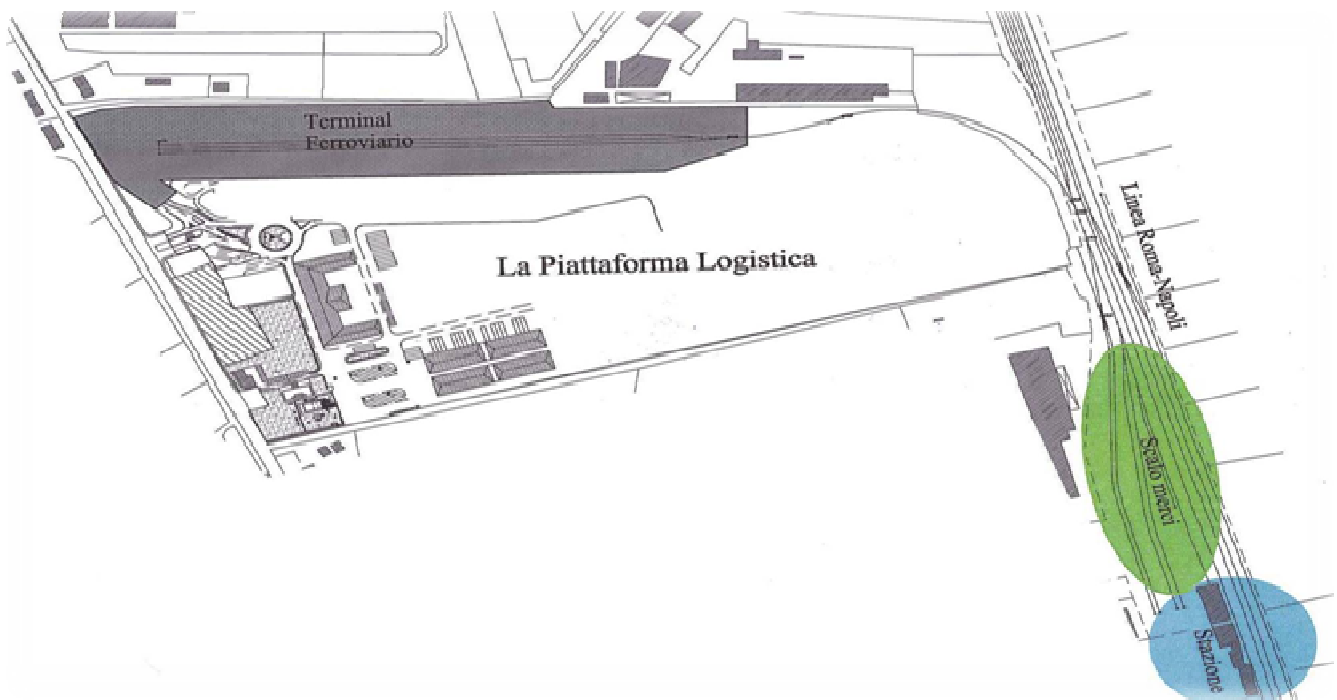 Terminal
Ferroviario
La Piattaforma Logistica
Linea Roma-Napoli
Scalo merci
Stazione